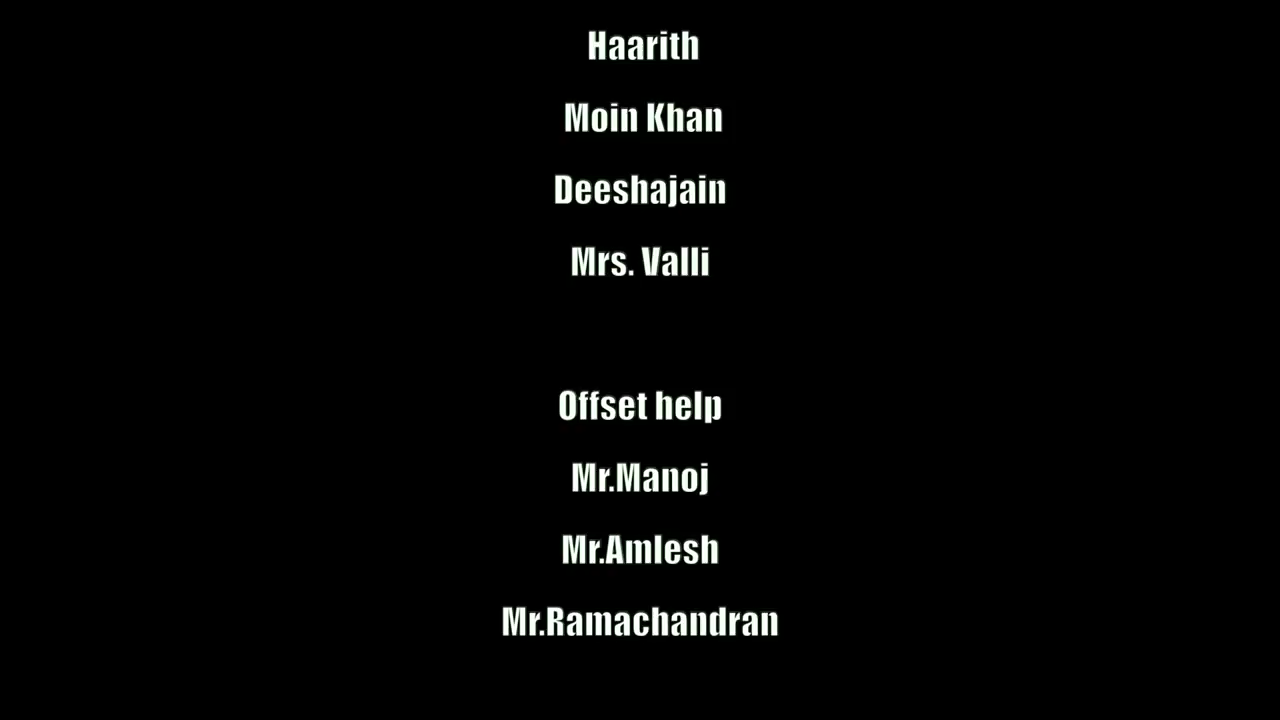 Haarith
Moin Khan
Deeshajain
Mrs. Valli
Offset help
Mr.Manoj
Mr.Amlesh
Mr.Ramachandran